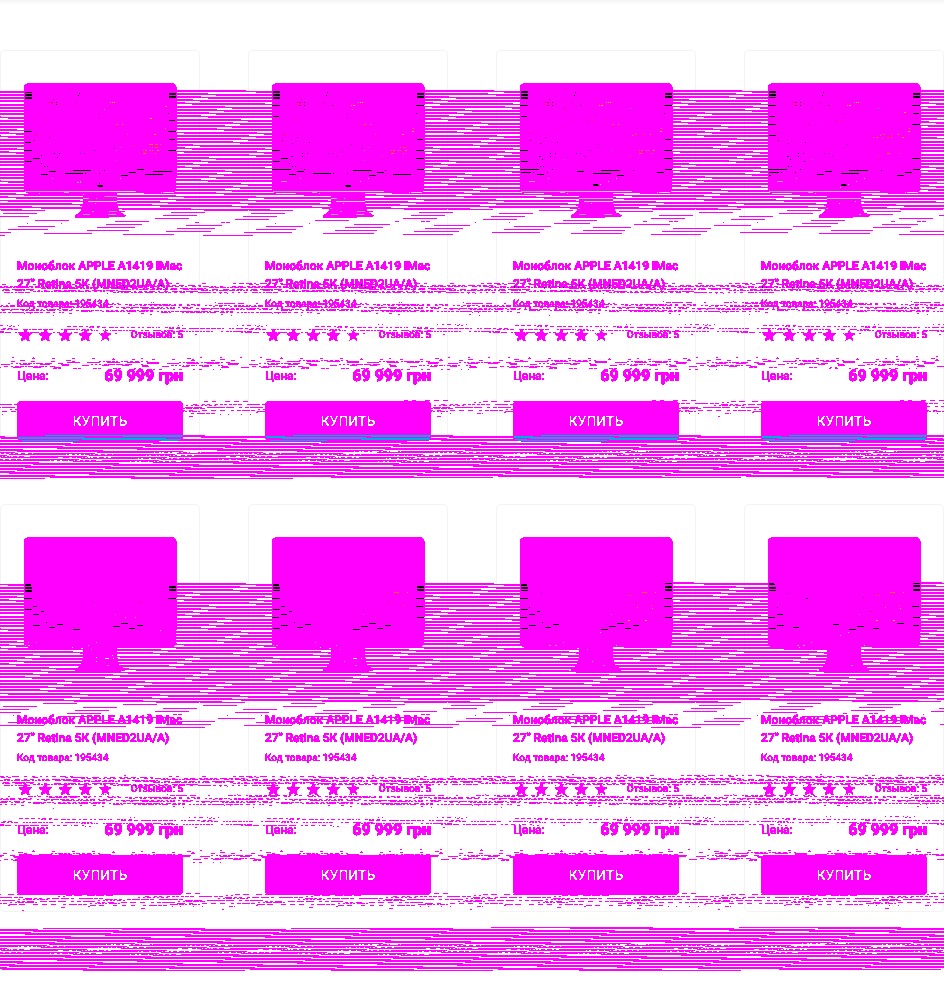 Моноблок APPLE A1419 iMac Моноблок APPLE A1419 iMac Моноблок APPLE A1419 iMac Моноблок APPLE A1419 iMac
27" Retina 5K (MNED2UA/A) 27" Retina 5K (MNED2UA/A) 27" Retina 5K (MNED2UA/A) 27" Retina 5K (MNED2UA/A)
Код товара: 195434 Код товара: 195434 Код товара: 195434 Код товара: 195434
Отзывов: 5 Отзывов: 5 Отзывов: 5 Отзывов: 5
Цена: 69 999 грн Цена: 69 999 грн Цена: 69 999 грн Цена: 69 999 грн
КУПИТЬ КУПИТЬ КУПИТЬ КУПИТЬ
Моноблок APPLE A1419 iMac Моноблок APPLE A1419 iMac Моноблок APPLE A1419 iMac Моноблок APPLE A1419 iMac
27" Retina 5K (MNED2UA/A) 27" Retina 5K (MNED2UA/A) 27" Retina 5K (MNED2UA/A) 27" Retina 5K (MNED2UA/A)
Код товара: 195434 Код товара: 195434 Код товара: 195434 Код товара: 195434
Отзывов: 5 Отзывов: 5 Отзывов: 5 Отзывов: 5
Цена: 69 999 грн Цена: 69 999 грн Цена: 69 999 грн Цена: 69 999 грн
КУПИТЬ КУПИТЬ КУПИТЬ КУПИТЬ